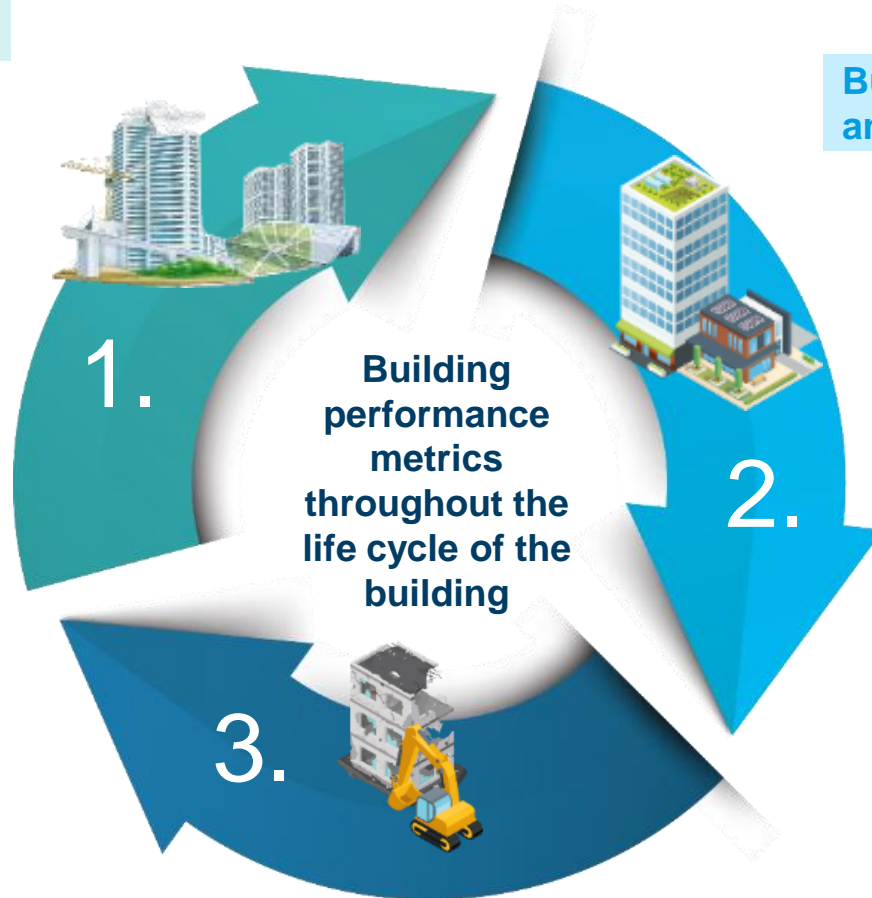 1.
Building
performance
metrics
throughout the
life cycle of the
building
2.
3.